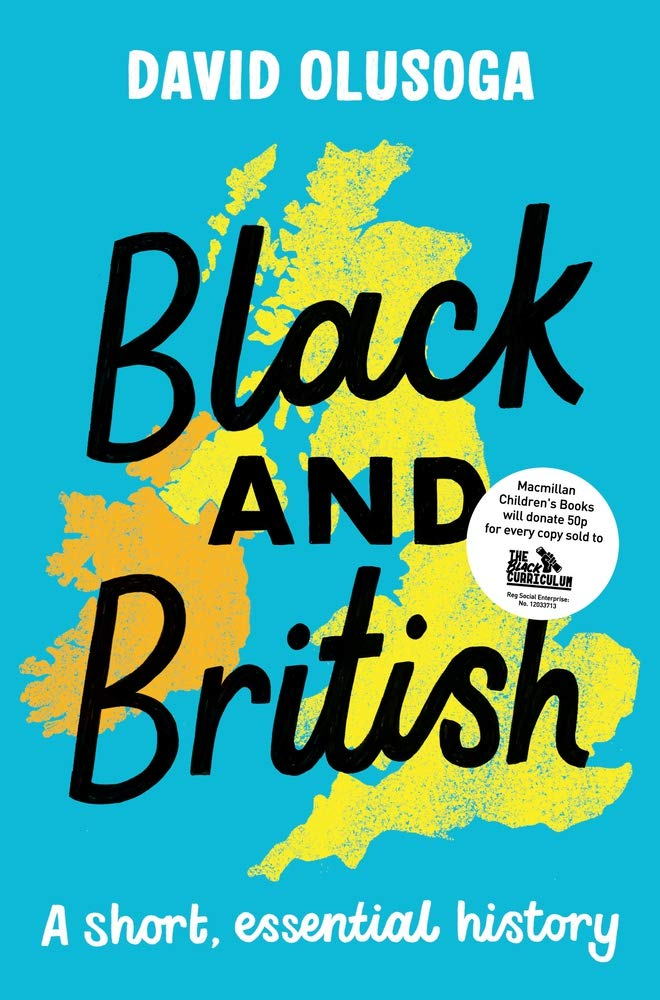 DAVID OLUSOGA
Black
AND
British
Macmillan
Children's Books
will donate 50p
for every copy sold to
THE
BLACK
CURRICULUM
Reg Social Enterprise:
No. 12033713
A short, essential history